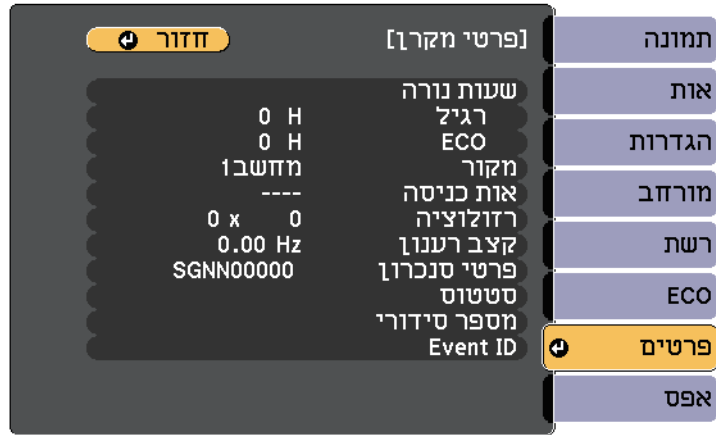 תמונה
אות
הגדרות
מורחב
רשת
ECO
פרטים
אפס
[פרטי מקרן]
חזור
שעות נורה
רגיל 0 H
ECO 0 H
מקור מחשב1
אות כניסה ----
רזולוציה 0 x 0
קצב רענון 0.00 Hz
פרטי סנכרון SGNN00000
סטטוס
מספר סידורי
Event ID